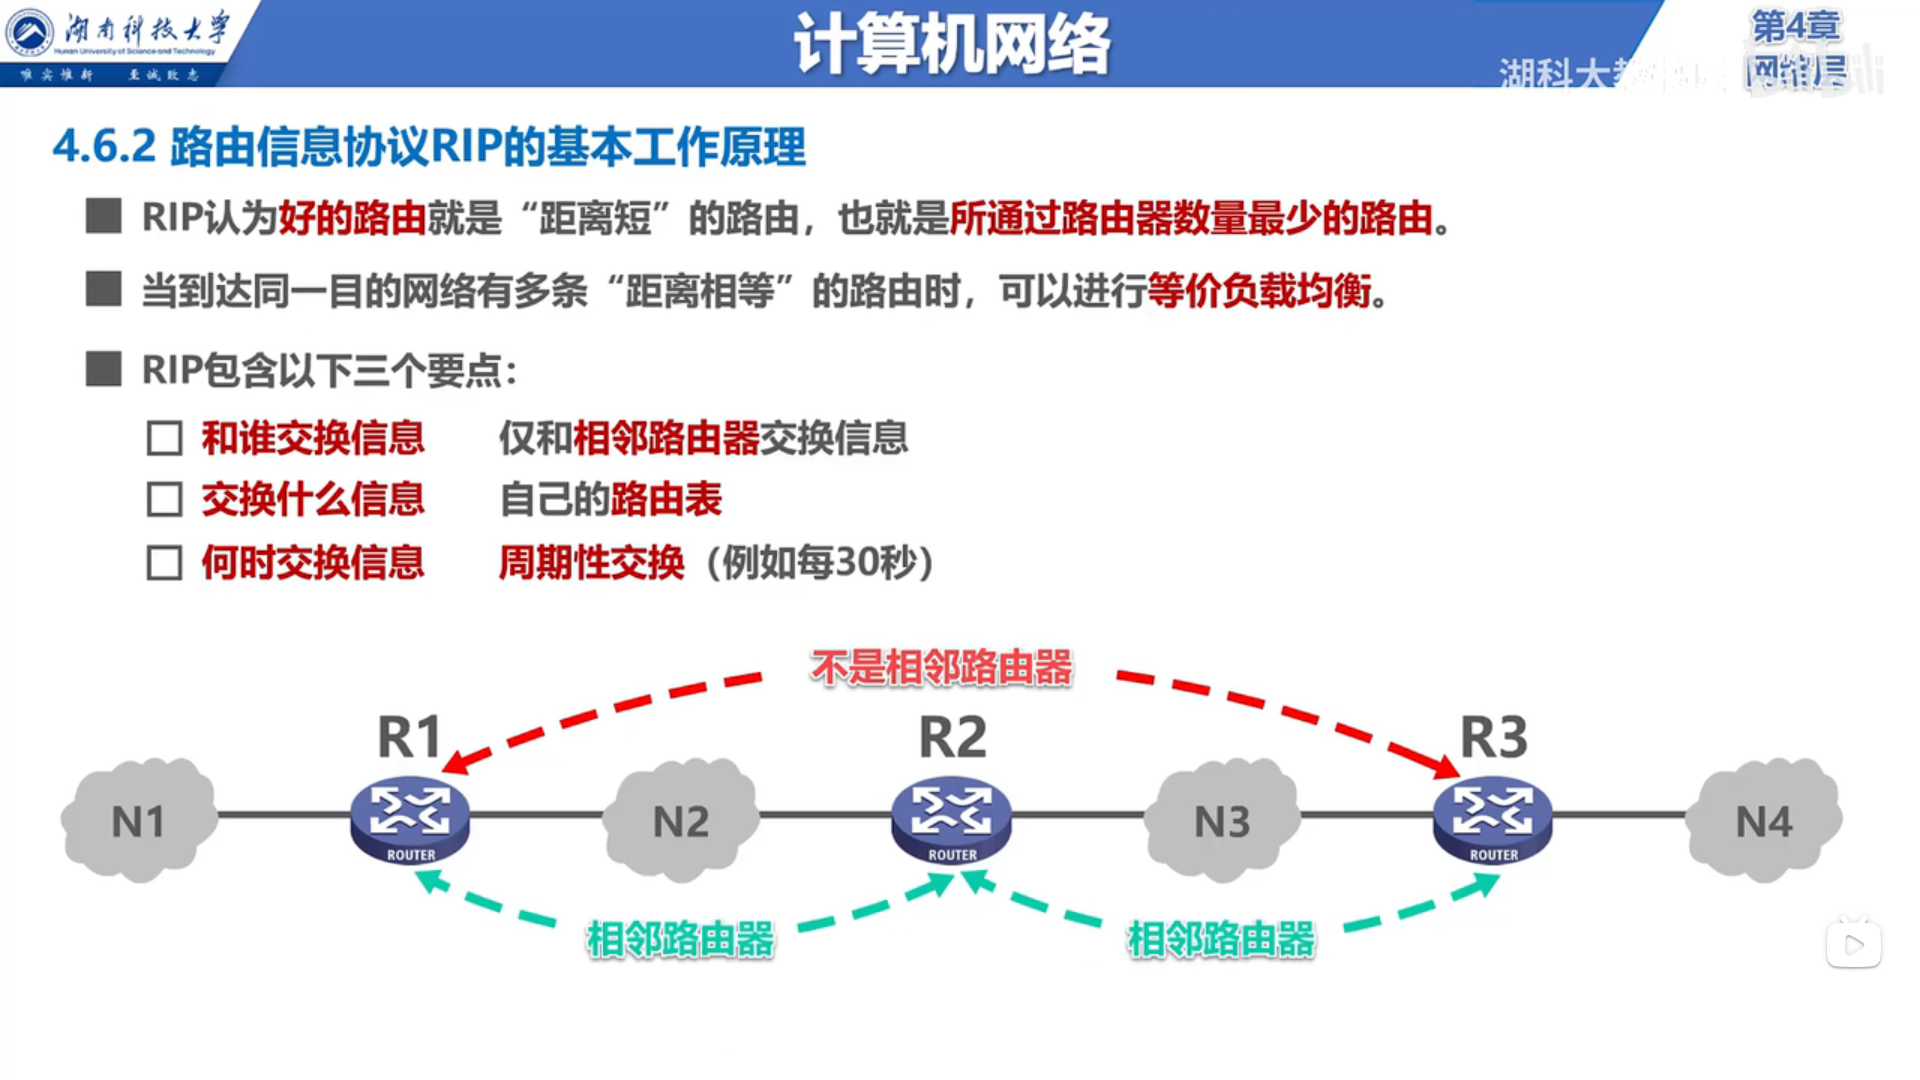 湖南科技大学
Hunan University of Science and Technology
唯实惟新 至诚致志
计算机网络
第4章
网络层
湖科大教
4.6.2 路由信息协议RIP的基本工作原理
RIP认为好的路由就是“距离短”的路由，也就是所通过路由器数量最少的路由。
当到达同一目的网络有多条“距离相等”的路由时，可以进行等价负载均衡。
RIP包含以下三个要点：
和谁交换信息 仅和相邻路由器交换信息
交换什么信息 自己的路由表
何时交换信息 周期性交换（例如每30秒）
不是相邻路由器
R1 R2 R3
N1 N2 N3 N4
ROUTER ROUTER ROUTER
相邻路由器 相邻路由器